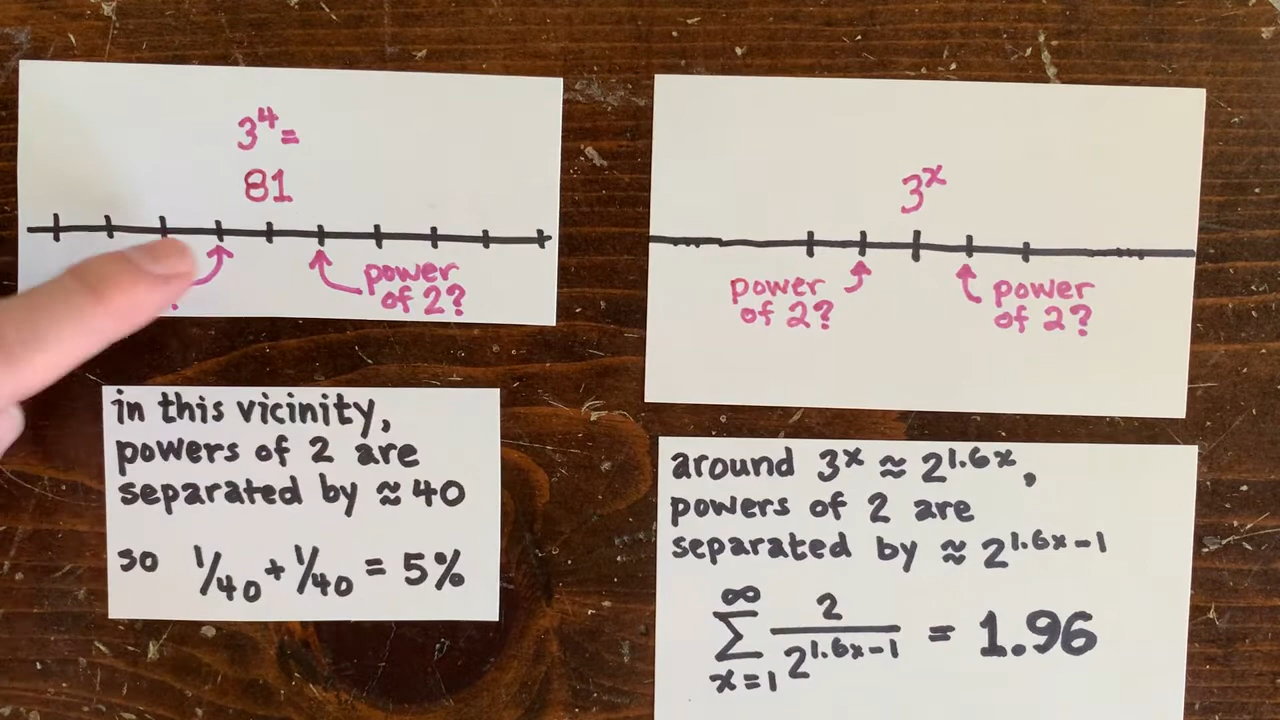 3⁴=
81
?
power
of 2?
in this vicinity,
powers of 2 are
separated by ≈ 40
so 1/40 + 1/40 = 5%
3ˣ
power
of 2?
power
of 2?
around 3ˣ ≈ 2^1.6x,
powers of 2 are
separated by ≈ 2^1.6x-1
∞
∑ 2/2^1.6x-1 = 1.96
x=1